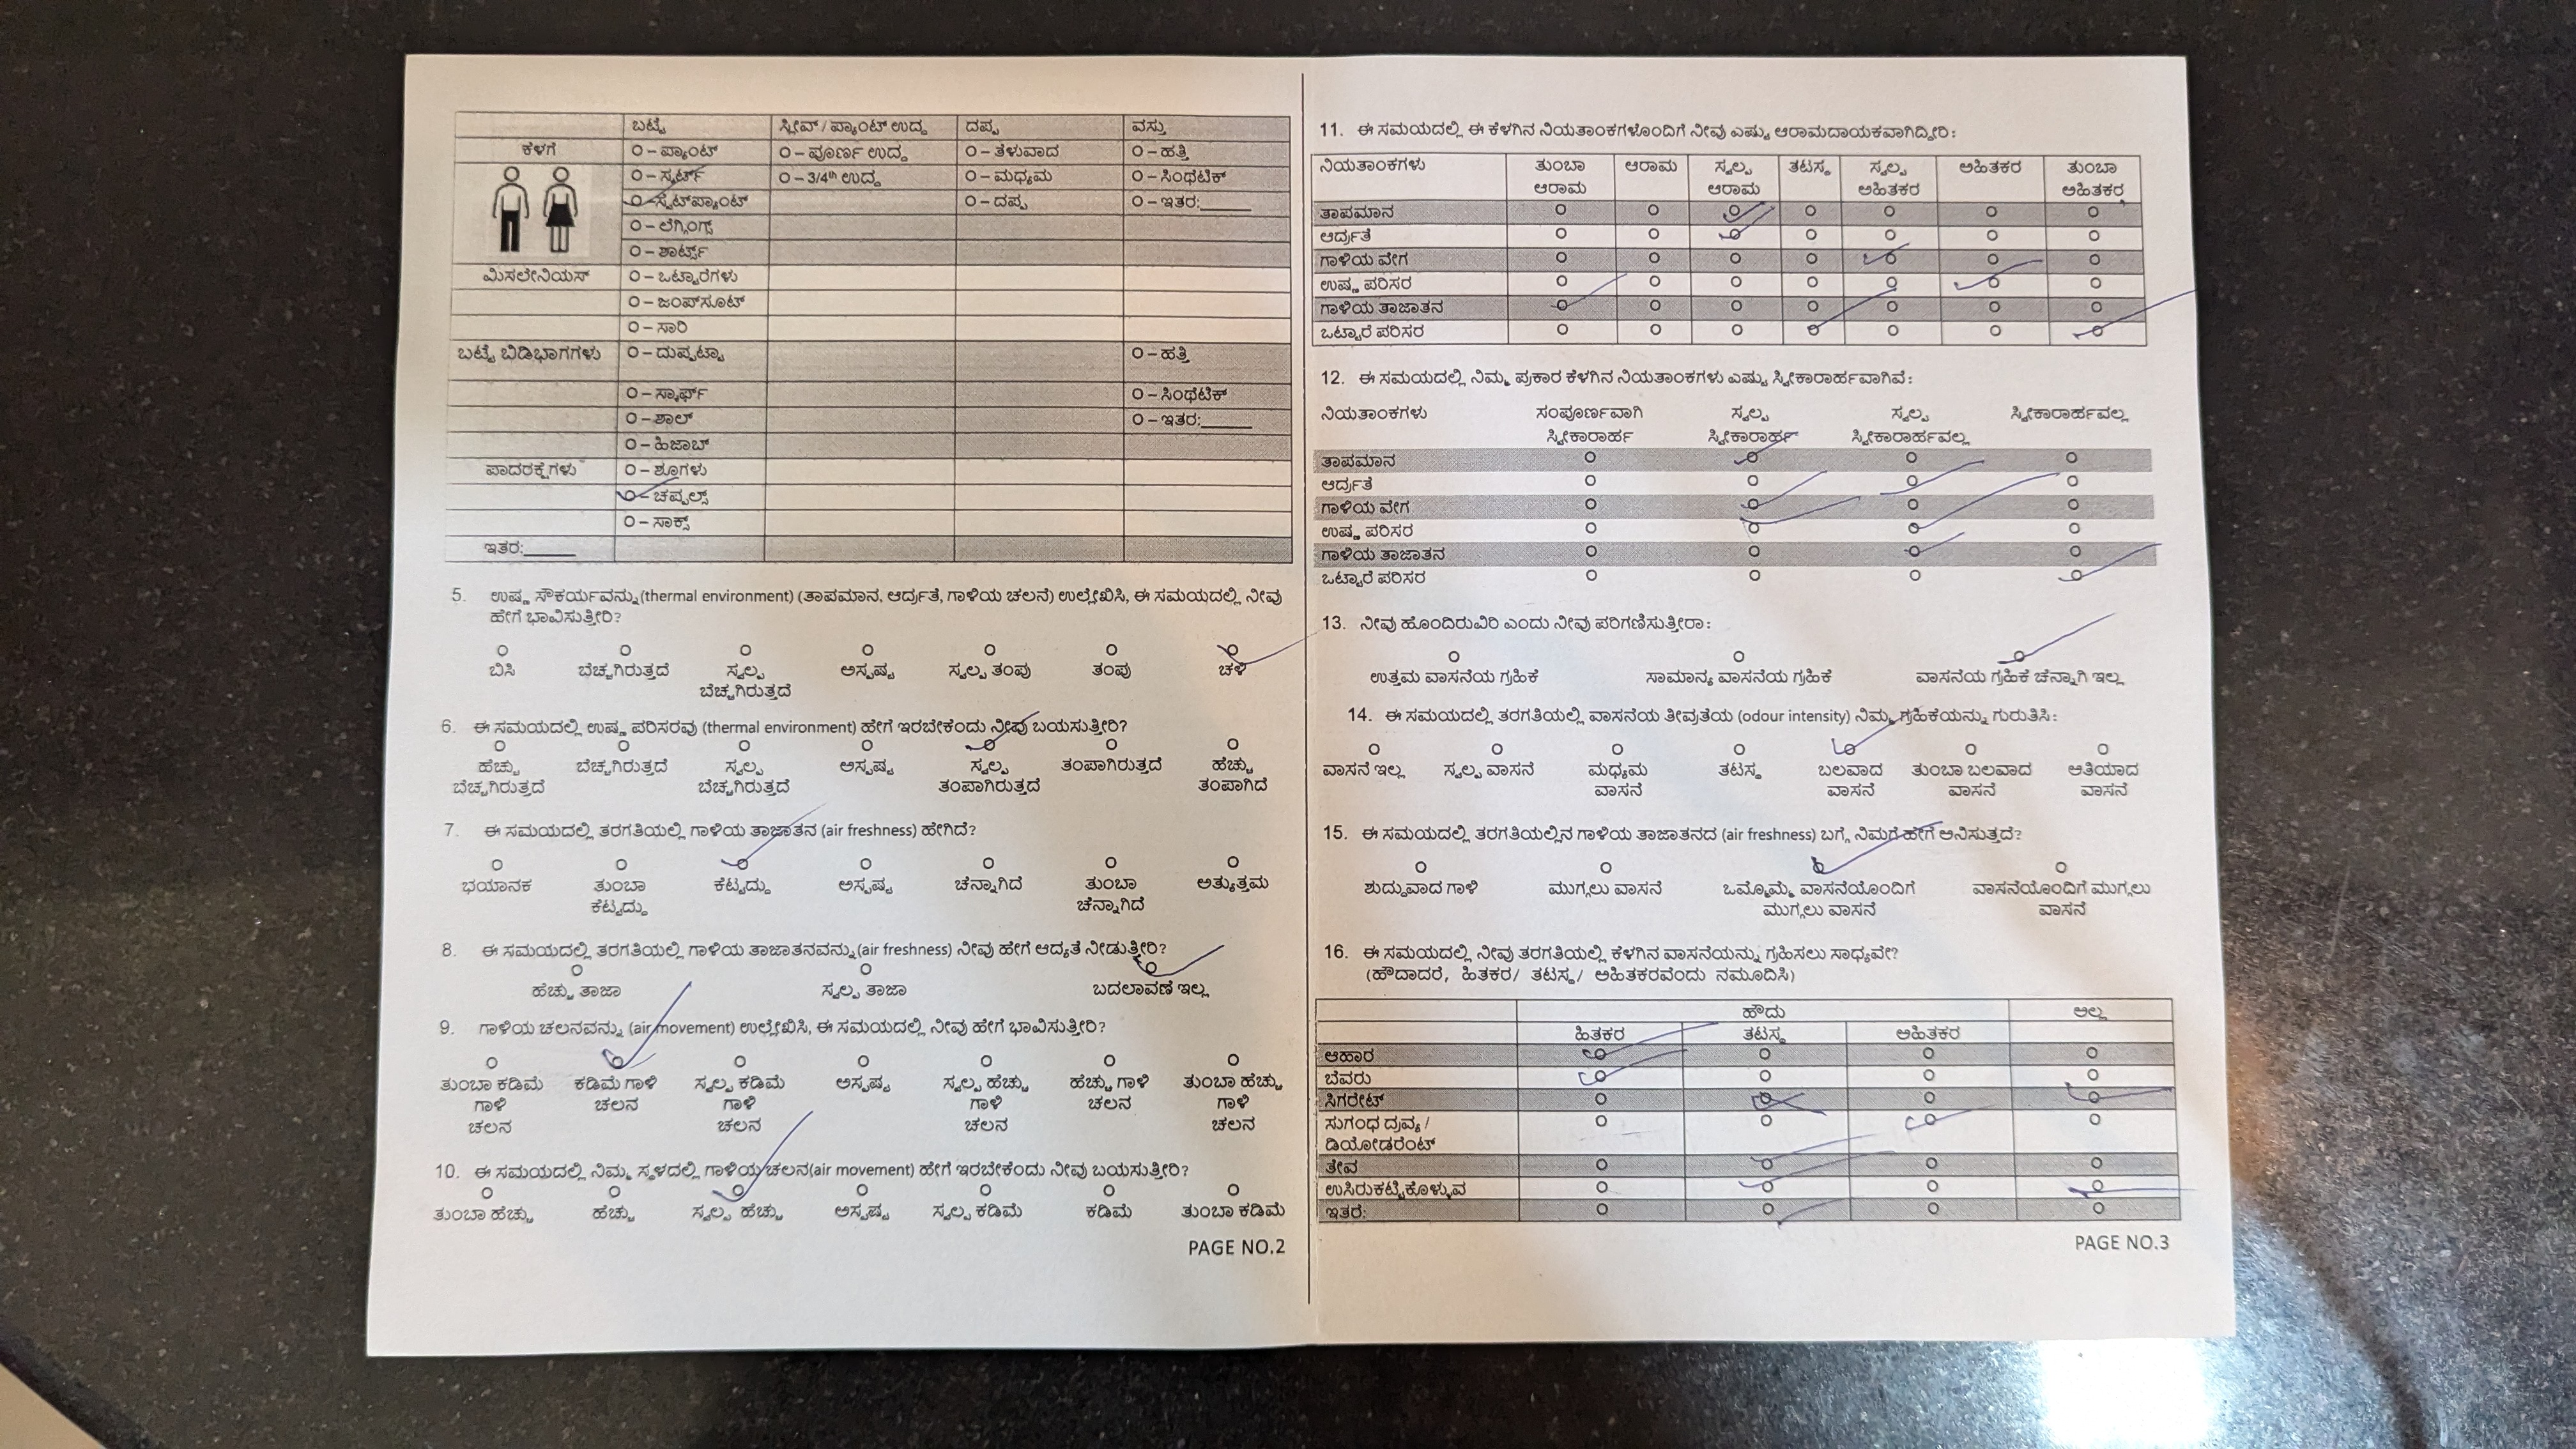 ಬಟ್ಟೆ ಸ್ಲೀವ್ / ಪ್ಯಾಂಟ್ ಉದ್ದ ದಪ್ಪ ವಸ್ತು
ಕೆಳಗೆ O – ಪ್ಯಾಂಟ್ O – ಪೂರ್ಣ ಉದ್ದ O – ತೆಳುವಾದ O – ಹತ್ತಿ
O – ಸ್ಕರ್ಟ್ O – 3/4th ಉದ್ದ O – ಮಧ್ಯಮ O – ಸಿಂಥೆಟಿಕ್
O – ಸ್ವೆಟ್‌ಪ್ಯಾಂಟ್ O – ದಪ್ಪ O – ಇತರ:______
O – ಲೆಗ್ಗಿಂಗ್ಸ್
O – ಶಾರ್ಟ್ಸ್
ಮಿಸಲೇನಿಯಸ್ O – ಒಟ್ಟಾರೆಗಳು
O – ಜಂಪ್‌ಸೂಟ್
O – ಸಾರಿ
ಬಟ್ಟೆ ಬಿಡಿಭಾಗಗಳು O – ದುಪ್ಪಟ್ಟಾ O – ಹತ್ತಿ
O – ಸ್ಕಾರ್ಫ್ O – ಸಿಂಥೆಟಿಕ್
O – ಶಾಲ್ O – ಇತರ:______
O – ಹಿಜಾಬ್
ಪಾದರಕ್ಷೆಗಳು O – ಶೂಗಳು
O – ಚಪ್ಪಲ್ಸ್
O – ಸಾಕ್ಸ್
ಇತರ:______
5. ಉಷ್ಣ ಸೌಕರ್ಯವನ್ನು(thermal environment) (ತಾಪಮಾನ, ಆರ್ದ್ರತೆ, ಗಾಳಿಯ ಚಲನೆ) ಉಲ್ಲೇಖಿಸಿ, ಈ ಸಮಯದಲ್ಲಿ ನೀವು
ಹೇಗೆ ಭಾವಿಸುತ್ತೀರಿ?
O O O O O O O
ಬಿಸಿ ಬೆಚ್ಚಗಿರುತ್ತದೆ ಸ್ವಲ್ಪ ಅಸ್ಪಷ್ಟ ಸ್ವಲ್ಪ ತಂಪು ತಂಪು ಚಳಿ
ಬೆಚ್ಚಗಿರುತ್ತದೆ
6. ಈ ಸಮಯದಲ್ಲಿ ಉಷ್ಣ ಪರಿಸರವು (thermal environment) ಹೇಗೆ ಇರಬೇಕೆಂದು ನೀವು ಬಯಸುತ್ತೀರಿ?
O O O O O O O
ಹೆಚ್ಚು ಬೆಚ್ಚಗಿರುತ್ತದೆ ಸ್ವಲ್ಪ ಅಸ್ಪಷ್ಟ ಸ್ವಲ್ಪ ತಂಪಾಗಿರುತ್ತದೆ ಹೆಚ್ಚು
ಬೆಚ್ಚಗಿರುತ್ತದೆ ಬೆಚ್ಚಗಿರುತ್ತದೆ ತಂಪಾಗಿರುತ್ತದೆ ತಂಪಾಗಿದೆ
7. ಈ ಸಮಯದಲ್ಲಿ ತರಗತಿಯಲ್ಲಿ ಗಾಳಿಯ ತಾಜಾತನ (air freshness) ಹೇಗಿದೆ?
O O O O O O O
ಭಯಾನಕ ತುಂಬಾ ಕೆಟ್ಟದ್ದು ಅಸ್ಪಷ್ಟ ಚೆನ್ನಾಗಿದೆ ತುಂಬಾ ಅತ್ಯುತ್ತಮ
ಕೆಟ್ಟದ್ದು ಚೆನ್ನಾಗಿದೆ
8. ಈ ಸಮಯದಲ್ಲಿ ತರಗತಿಯಲ್ಲಿ ಗಾಳಿಯ ತಾಜಾತನವನ್ನು(air freshness) ನೀವು ಹೇಗೆ ಆದ್ಯತೆ ನೀಡುತ್ತೀರಿ?
O O O
ಹೆಚ್ಚು ತಾಜಾ ಸ್ವಲ್ಪ ತಾಜಾ ಬದಲಾವಣೆ ಇಲ್ಲ
9. ಗಾಳಿಯ ಚಲನವನ್ನು (air movement) ಉಲ್ಲೇಖಿಸಿ, ಈ ಸಮಯದಲ್ಲಿ ನೀವು ಹೇಗೆ ಭಾವಿಸುತ್ತೀರಿ?
O O O O O O O
ತುಂಬಾ ಕಡಿಮೆ ಕಡಿಮೆ ಗಾಳಿ ಸ್ವಲ್ಪ ಕಡಿಮೆ ಅಸ್ಪಷ್ಟ ಸ್ವಲ್ಪ ಹೆಚ್ಚು ಹೆಚ್ಚು ಗಾಳಿ ತುಂಬಾ ಹೆಚ್ಚು
ಗಾಳಿ ಚಲನ ಗಾಳಿ ಗಾಳಿ ಚಲನ ಗಾಳಿ
ಚಲನ ಚಲನ ಚಲನ ಚಲನ
10. ಈ ಸಮಯದಲ್ಲಿ ನಿಮ್ಮ ಸ್ಥಳದಲ್ಲಿ ಗಾಳಿಯ ಚಲನ(air movement) ಹೇಗೆ ಇರಬೇಕೆಂದು ನೀವು ಬಯಸುತ್ತೀರಿ?
O O O O O O O
ತುಂಬಾ ಹೆಚ್ಚು ಹೆಚ್ಚು ಸ್ವಲ್ಪ ಹೆಚ್ಚು ಅಸ್ಪಷ್ಟ ಸ್ವಲ್ಪ ಕಡಿಮೆ ಕಡಿಮೆ ತುಂಬಾ ಕಡಿಮೆ
PAGE NO.2
11. ಈ ಸಮಯದಲ್ಲಿ ಈ ಕೆಳಗಿನ ನಿಯತಾಂಕಗಳೊಂದಿಗೆ ನೀವು ಎಷ್ಟು ಆರಾಮದಾಯಕವಾಗಿದ್ದೀರಿ:
ನಿಯತಾಂಕಗಳು ತುಂಬಾ ಆರಾಮ ಸ್ವಲ್ಪ ತಟಸ್ಥ ಸ್ವಲ್ಪ ಅಹಿತಕರ ತುಂಬಾ
ಆರಾಮ ಆರಾಮ ಅಹಿತಕರ ಅಹಿತಕರ
ತಾಪಮಾನ O O O O O O O
ಆರ್ದ್ರತೆ O O O O O O O
ಗಾಳಿಯ ವೇಗ O O O O O O O
ಉಷ್ಣ ಪರಿಸರ O O O O O O O
ಗಾಳಿಯ ತಾಜಾತನ O O O O O O O
ಒಟ್ಟಾರೆ ಪರಿಸರ O O O O O O O
12. ಈ ಸಮಯದಲ್ಲಿ ನಿಮ್ಮ ಪ್ರಕಾರ ಕೆಳಗಿನ ನಿಯತಾಂಕಗಳು ಎಷ್ಟು ಸ್ವೀಕಾರಾರ್ಹವಾಗಿವೆ:
ನಿಯತಾಂಕಗಳು ಸಂಪೂರ್ಣವಾಗಿ ಸ್ವಲ್ಪ ಸ್ವಲ್ಪ ಸ್ವೀಕಾರಾರ್ಹವಲ್ಲ
ಸ್ವೀಕಾರಾರ್ಹ ಸ್ವೀಕಾರಾರ್ಹ ಸ್ವೀಕಾರಾರ್ಹವಲ್ಲ
ತಾಪಮಾನ O O O O
ಆರ್ದ್ರತೆ O O O O
ಗಾಳಿಯ ವೇಗ O O O O
ಉಷ್ಣ ಪರಿಸರ O O O O
ಗಾಳಿಯ ತಾಜಾತನ O O O O
ಒಟ್ಟಾರೆ ಪರಿಸರ O O O O
13. ನೀವು ಹೊಂದಿರುವಿರಿ ಎಂದು ನೀವು ಪರಿಗಣಿಸುತ್ತೀರಾ:
O O O
ಉತ್ತಮ ವಾಸನೆಯ ಗ್ರಹಿಕೆ ಸಾಮಾನ್ಯ ವಾಸನೆಯ ಗ್ರಹಿಕೆ ವಾಸನೆಯ ಗ್ರಹಿಕೆ ಚೆನ್ನಾಗಿ ಇಲ್ಲ
14. ಈ ಸಮಯದಲ್ಲಿ ತರಗತಿಯಲ್ಲಿ ವಾಸನೆಯ ತೀವ್ರತೆಯ (odour intensity) ನಿಮ್ಮ ಗ್ರಹಿಕೆಯನ್ನು ಗುರುತಿಸಿ:
O O O O O O O
ವಾಸನೆ ಇಲ್ಲ ಸ್ವಲ್ಪ ವಾಸನೆ ಮಧ್ಯಮ ತಟಸ್ಥ ಬಲವಾದ ತುಂಬಾ ಬಲವಾದ ಅತಿಯಾದ
ವಾಸನೆ ವಾಸನೆ ವಾಸನೆ ವಾಸನೆ
15. ಈ ಸಮಯದಲ್ಲಿ ತರಗತಿಯಲ್ಲಿನ ಗಾಳಿಯ ತಾಜಾತನದ (air freshness) ಬಗ್ಗೆ ನಿಮಗೆ ಹೇಗೆ ಅನಿಸುತ್ತದೆ?
O O O O
ಶುದ್ಧವಾದ ಗಾಳಿ ಮುಗ್ಗಲು ವಾಸನೆ ಒಮ್ಮೊಮ್ಮೆ ವಾಸನೆಯೊಂದಿಗೆ ವಾಸನೆಯೊಂದಿಗೆ ಮುಗ್ಗಲು
ಮುಗ್ಗಲು ವಾಸನೆ ವಾಸನೆ
16. ಈ ಸಮಯದಲ್ಲಿ ನೀವು ತರಗತಿಯಲ್ಲಿ ಕೆಳಗಿನ ವಾಸನೆಯನ್ನು ಗ್ರಹಿಸಲು ಸಾಧ್ಯವೇ?
(ಹೌದಾದರೆ, ಹಿತಕರ/ ತಟಸ್ಥ/ ಅಹಿತಕರವೆಂದು ನಮೂದಿಸಿ)
ಹೌದು ಅಲ್ಲ
ಹಿತಕರ ತಟಸ್ಥ ಅಹಿತಕರ
ಆಹಾರ O O O O
ಬೆವರು O O O O
ಸಿಗರೇಟ್ O O O O
ಸುಗಂಧ ದ್ರವ್ಯ / O O O O
ಡಿಯೋಡರೆಂಟ್
ತೇವ O O O O
ಉಸಿರುಕಟ್ಟಿಕೊಳ್ಳುವ O O O O
ಇತರೆ: O O O O
PAGE NO.3